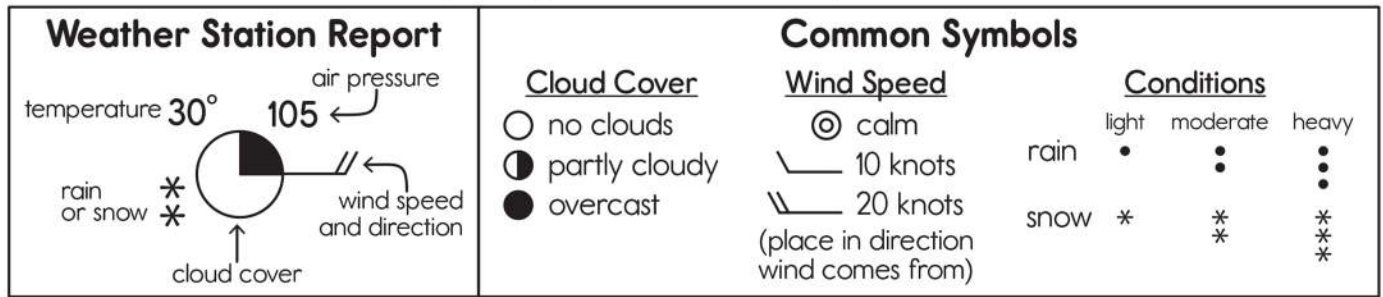 Weather Station Report
air pressure
temperature 30° 105
rain
or snow
wind speed
and direction
cloud cover
Common Symbols
Cloud Cover
no clouds
partly cloudy
overcast
Wind Speed
calm
10 knots
20 knots
(place in direction
wind comes from)
Conditions
light moderate heavy
rain
snow